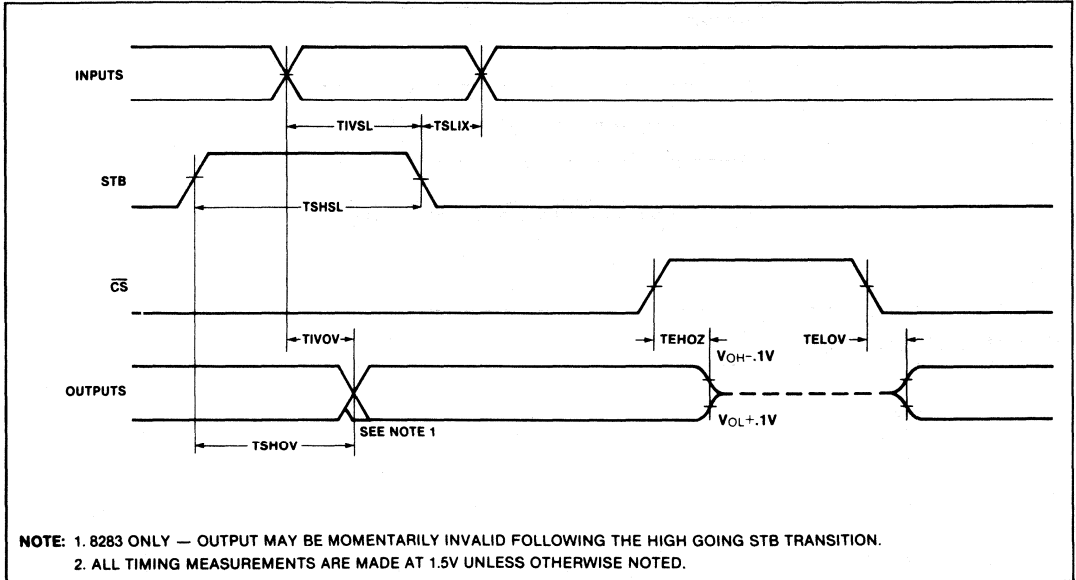 INPUTS
TIVSL
TSLIX
STB
TSHSL
CS
TIVOV
TEHOZ
TELOV
VOH-.1V
OUTPUTS
VOL+.1V
SEE NOTE 1
TSHOV
NOTE: 1. 8283 ONLY — OUTPUT MAY BE MOMENTARILY INVALID FOLLOWING THE HIGH GOING STB TRANSITION.
2. ALL TIMING MEASUREMENTS ARE MADE AT 1.5V UNLESS OTHERWISE NOTED.